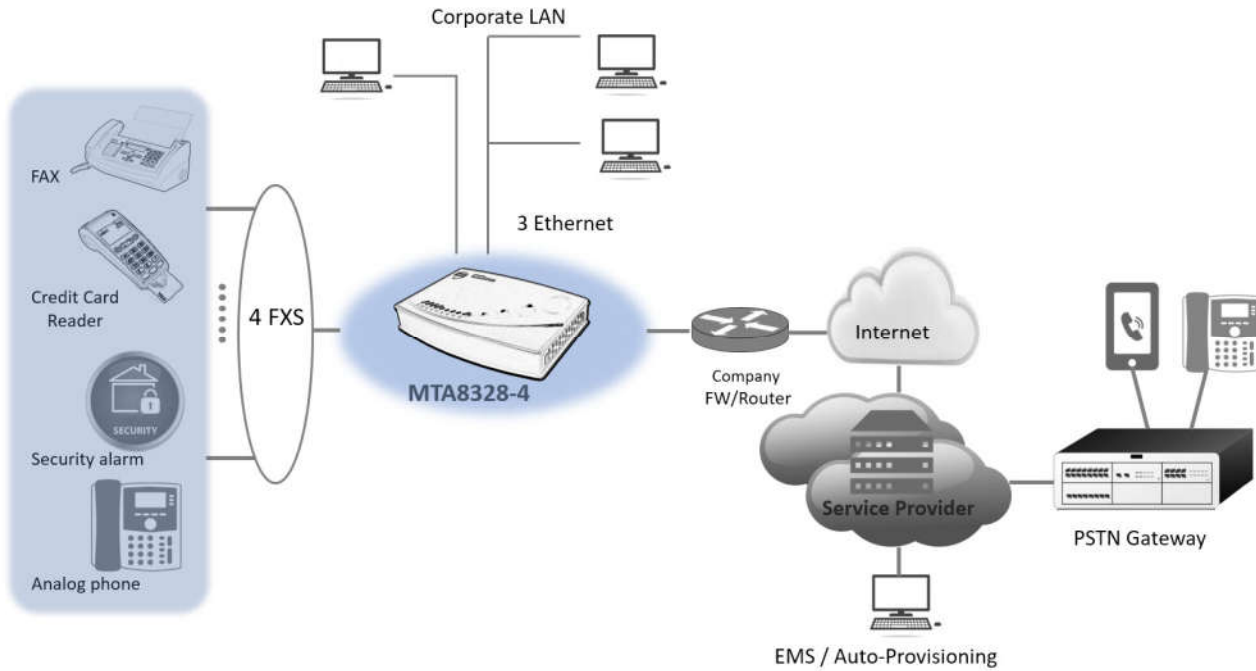 Corporate LAN
FAX
3 Ethernet
Credit Card
Reader
4 FXS
Internet
MTA8328-4
Company
FW/Router
SECURITY
Security alarm
Service Provider
PSTN Gateway
Analog phone
EMS / Auto-Provisioning